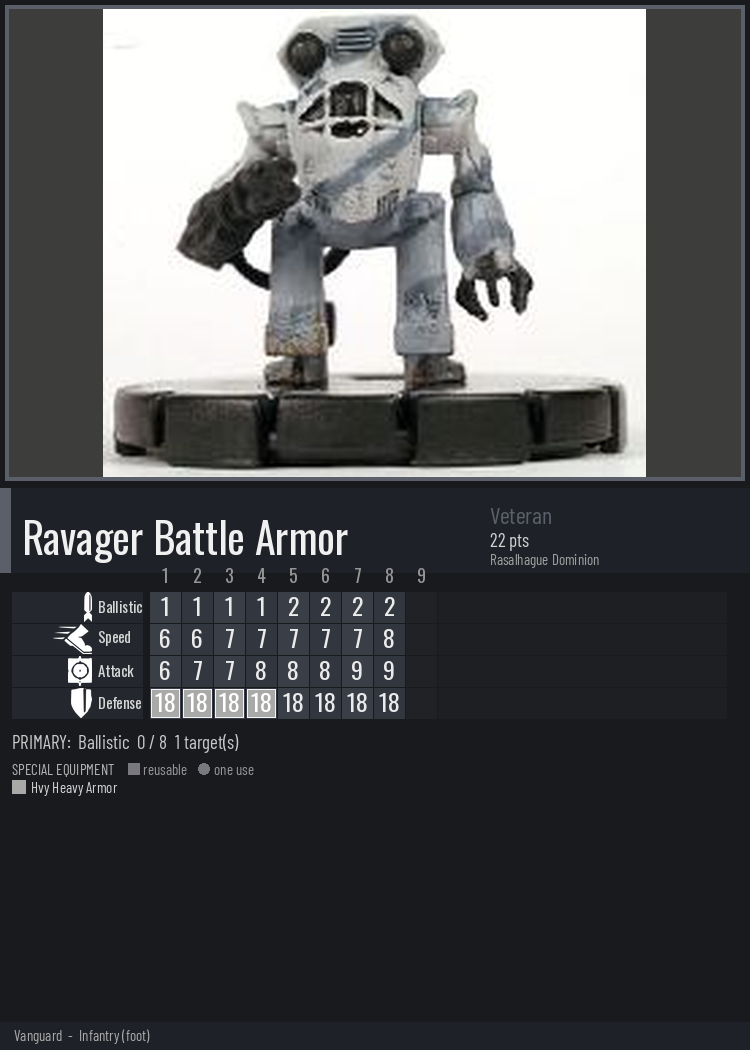 Ravager Battle Armor
Veteran
22 pts
Rasalhague Dominion
1 2 3 4 5 6 7 8 9
Ballistic 1 1 1 1 2 2 2 2
Speed 6 6 7 7 7 7 7 8
Attack 6 7 7 8 8 8 9 9
Defense 18 18 18 18 18 18 18 18
PRIMARY: Ballistic 0 / 8 1 target(s)
SPECIAL EQUIPMENT reusable one use
Hvy Heavy Armor
Vanguard - Infantry (foot)